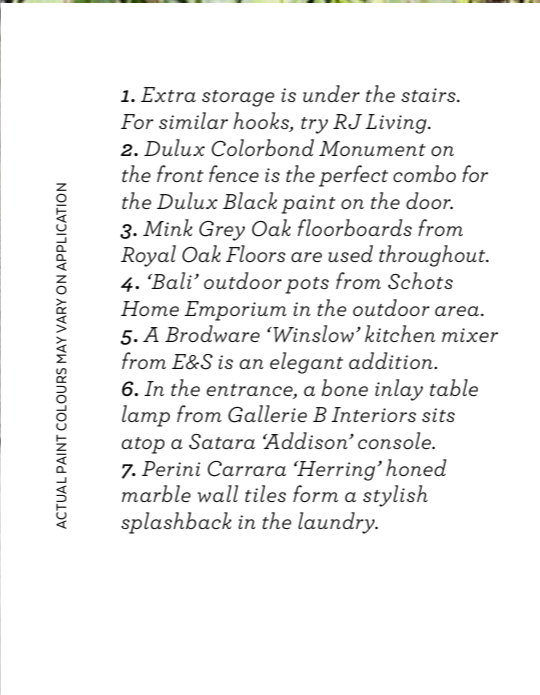 1. Extra storage is under the stairs.
For similar hooks, try RJ Living.
2. Dulux Colorbond Monument on
the front fence is the perfect combo for
the Dulux Black paint on the door.
3. Mink Grey Oak floorboards from
Royal Oak Floors are used throughout.
4. ‘Bali’ outdoor pots from Schots
Home Emporium in the outdoor area.
5. A Brodware ‘Winslow’ kitchen mixer
from E&S is an elegant addition.
6. In the entrance, a bone inlay table
lamp from Gallerie B Interiors sits
atop a Satara ‘Addison’ console.
7. Perini Carrara ‘Herring’ honed
marble wall tiles form a stylish
splashback in the laundry.
ACTUAL PAINT COLOURS MAY VARY ON APPLICATION